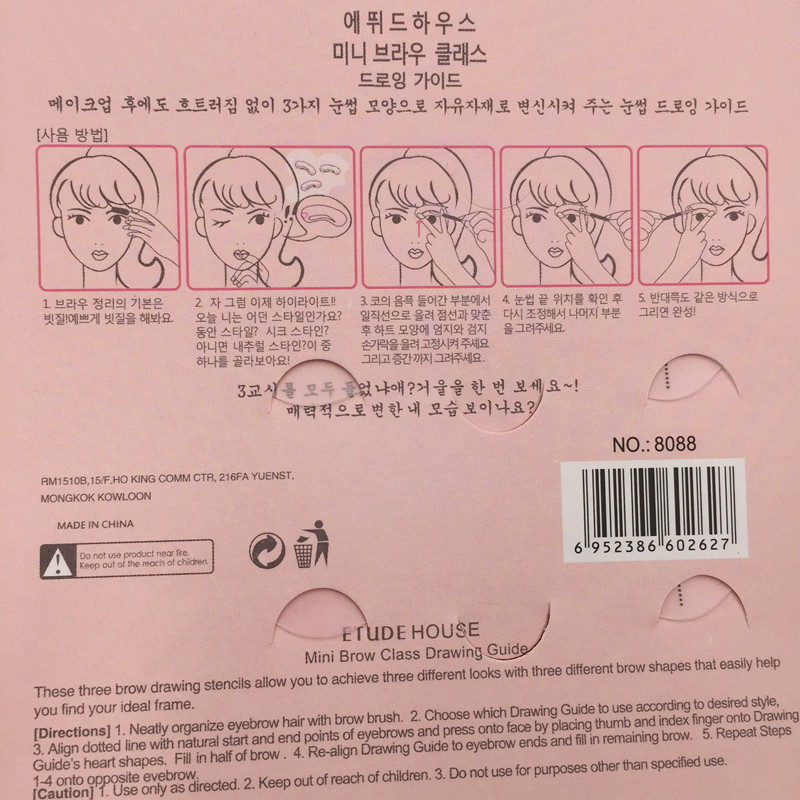 에뛰드하우스
미니 브라우 클래스
드로잉 가이드
메이크업 후에도 흐트러짐 없이 3가지 눈썹 모양으로 자유자재로 변신시켜 주는 눈썹 드로잉 가이드
[사용 방법]
1. 브라우 정리의 기본은
빗질!예쁘게 빗질을 해봐요.
2. 자 그럼 이제 하이라이트!!
오늘 나는 어떤 스타일인가요?
동안 스타일? 시크 스타인?
아니면 내추럴 스타인?이 중
하나를 골라보아요!
3. 코의 움푹 들어간 부분에서
일직선으로 올려 점선과 맞춘
후 하트 모양에 엄지와 검지
손가락을 올려 고정시켜 주세요
그리고 중간 까지 그려주세요.
4. 눈썹 끝 위치를 확인 후
다시 조정해서 나머지 부분
을 그려주세요.
5. 반대쪽도 같은 방식으로
그리면 완성!
3교시를 모두 들었냐애?거울을 한 번 보세요~!
매력적으로 변한 내 모습 보이나요?
NO.: 8088
RM1510B,15/F,HO KING COMM CTR, 216FA YUENST,
MONGKOK KOWLOON
MADE IN CHINA
Do not use product near fire.
Keep out of the reach of children.
6 952386 602627
ETUDE HOUSE
Mini Brow Class Drawing Guide
These three brow drawing stencils allow you to achieve three different looks with three different brow shapes that easily help
you find your ideal frame.
[Directions] 1. Neatly organize eyebrow hair with brow brush. 2. Choose which Drawing Guide to use according to desired style,
3. Align dotted line with natural start and end points of eyebrows and press onto face by placing thumb and index finger onto Drawing
Guide's heart shapes. Fill in half of brow . 4. Re-align Drawing Guide to eyebrow ends and fill in remaining brow. 5. Repeat Steps
1-4 onto opposite eyebrow.
[Caution] 1. Use only as directed. 2. Keep out of reach of children. 3. Do not use for purposes other than specified use.